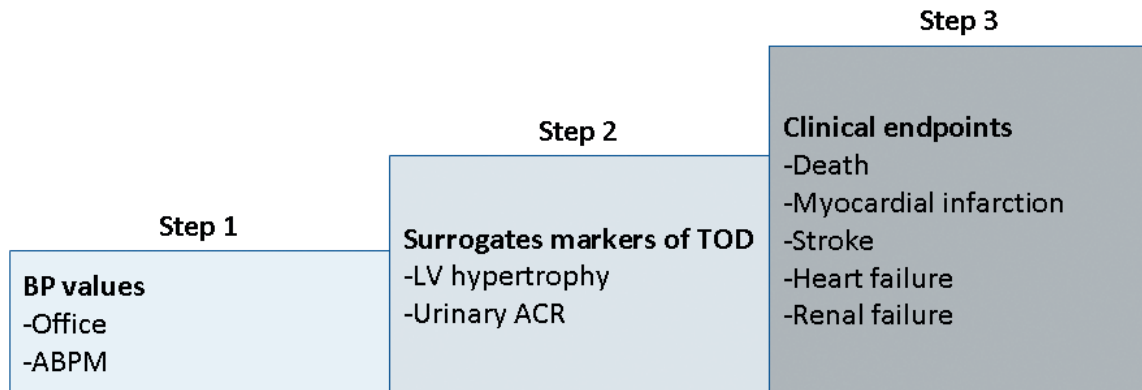 Step 1
BP values
-Office
-ABPM
Step 2
Surrogates markers of TOD
-LV hypertrophy
-Urinary ACR
Step 3
Clinical endpoints
-Death
-Myocardial infarction
-Stroke
-Heart failure
-Renal failure